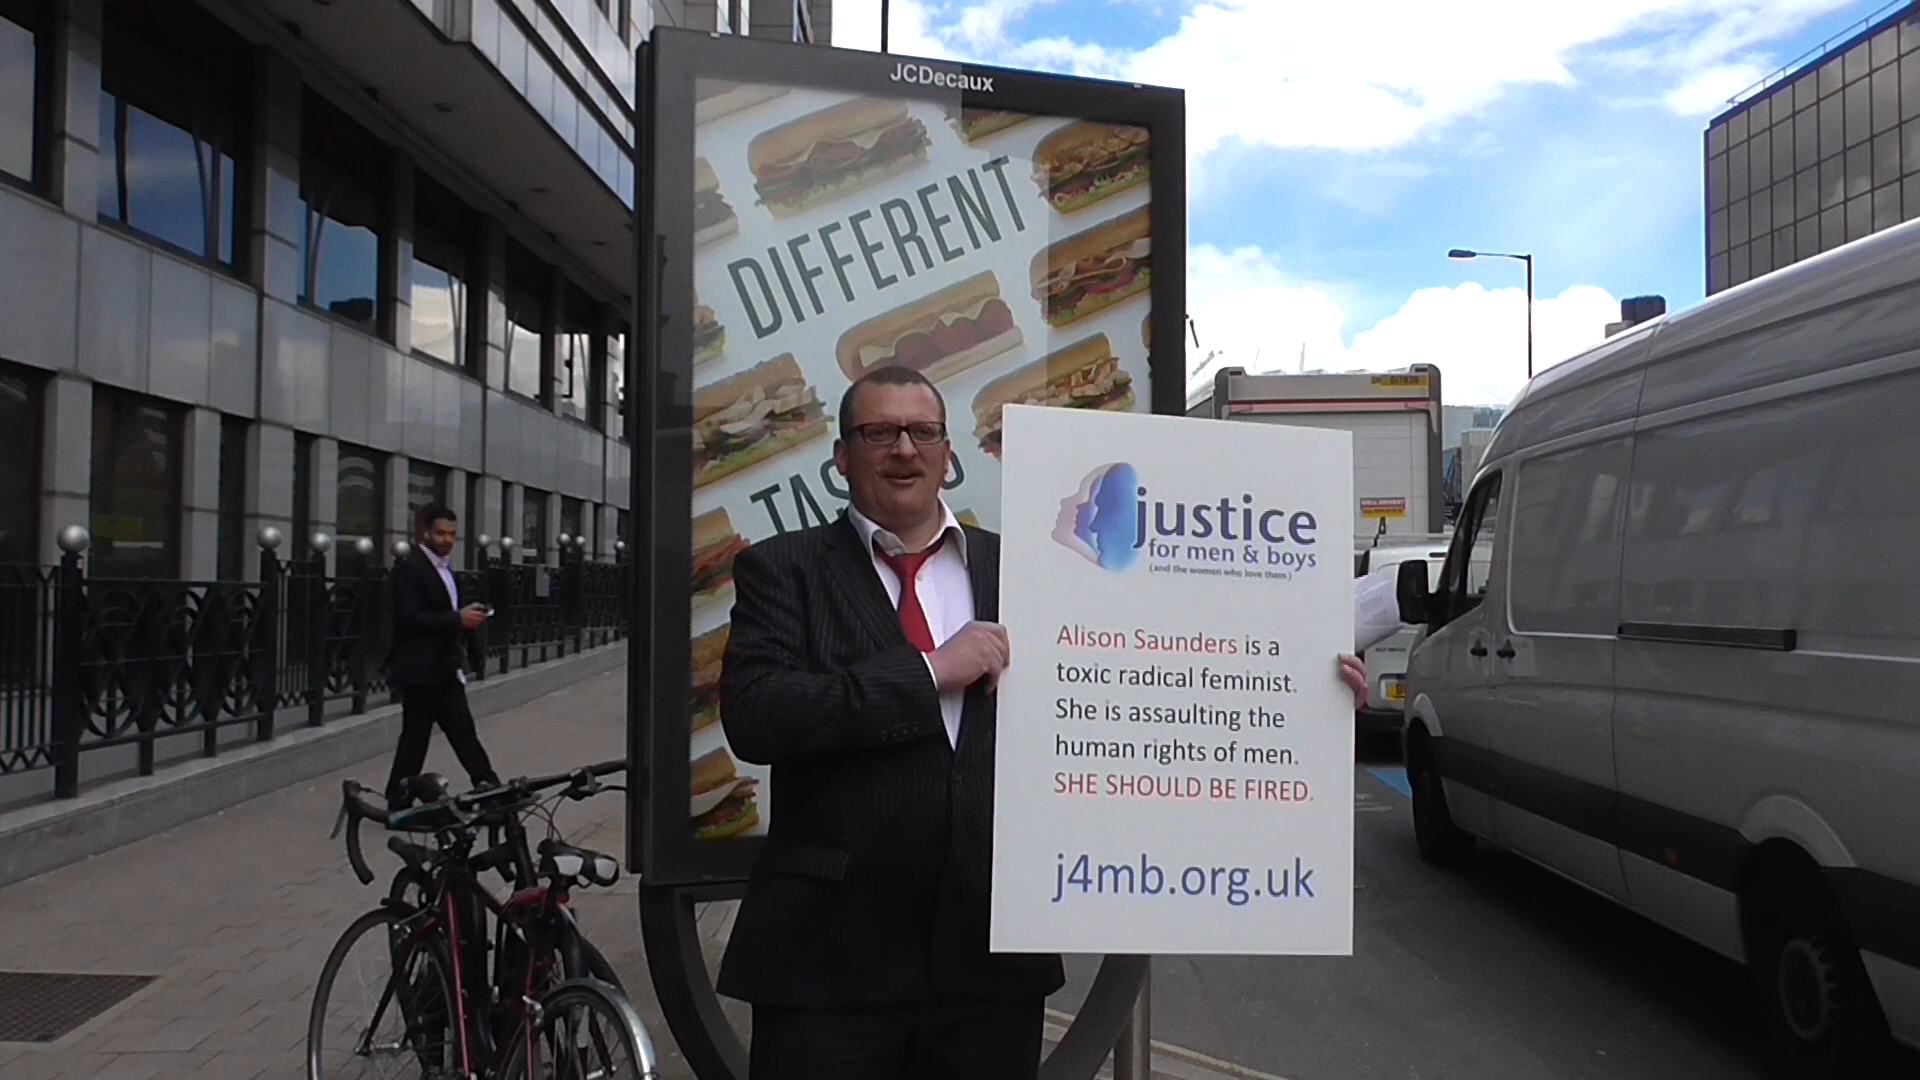 JCDecaux
DIFFERENT
justice
for men & boys
(and the women who love them)
Alison Saunders is a
toxic radical feminist.
She is assaulting the
human rights of men.
SHE SHOULD BE FIRED.
j4mb.org.uk